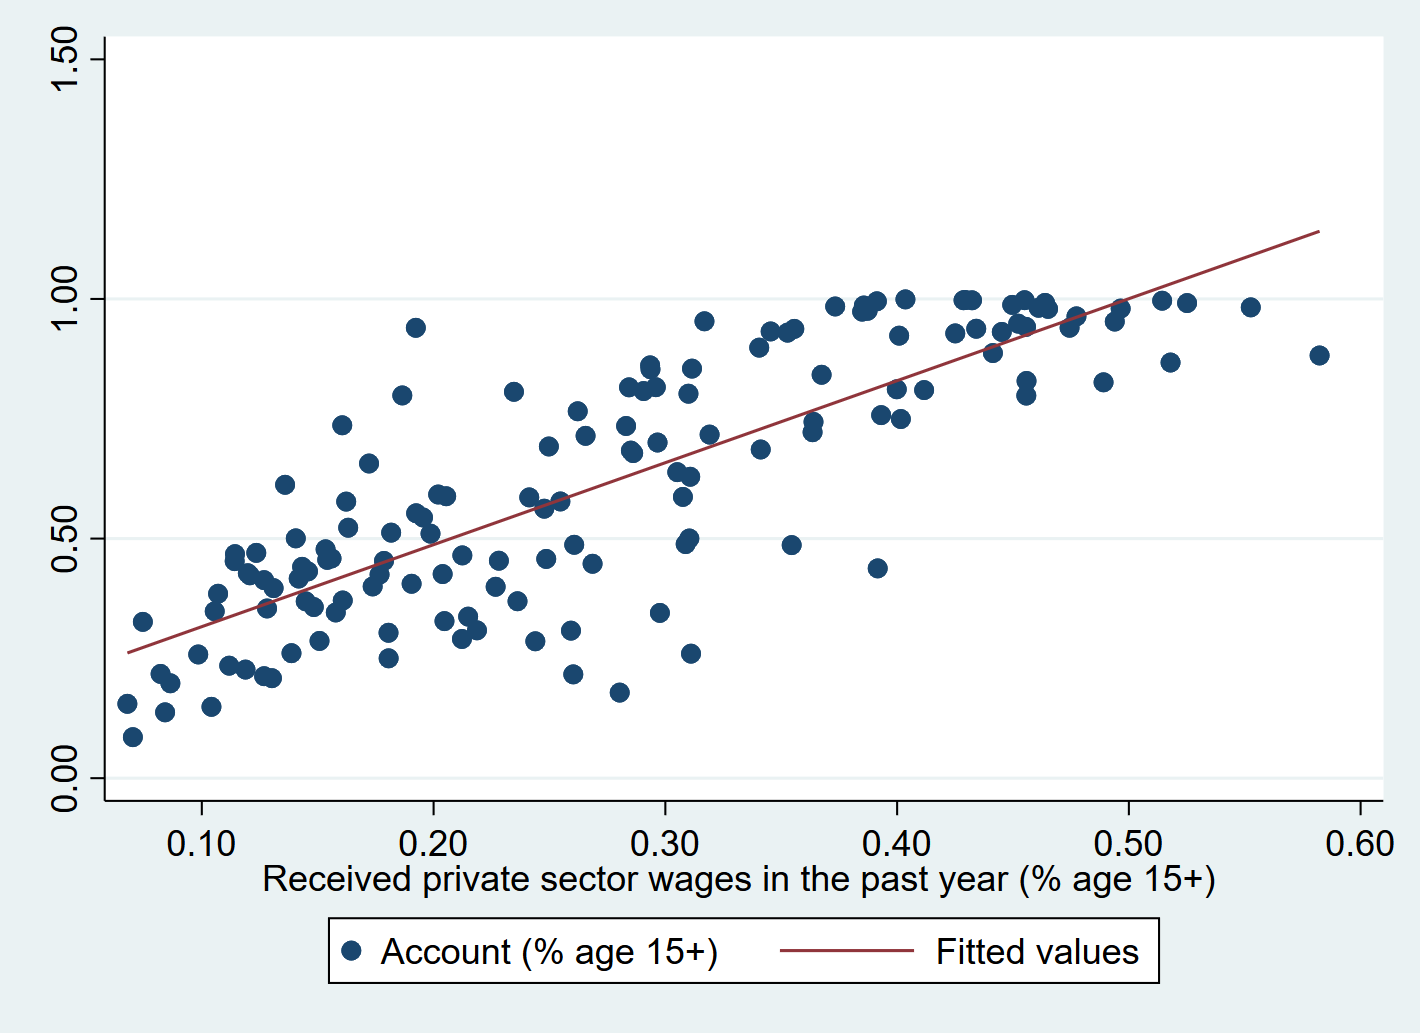 1.50
1.00
0.50
0.00
0.10 0.20 0.30 0.40 0.50 0.60
Received private sector wages in the past year (% age 15+)
Account (% age 15+) Fitted values